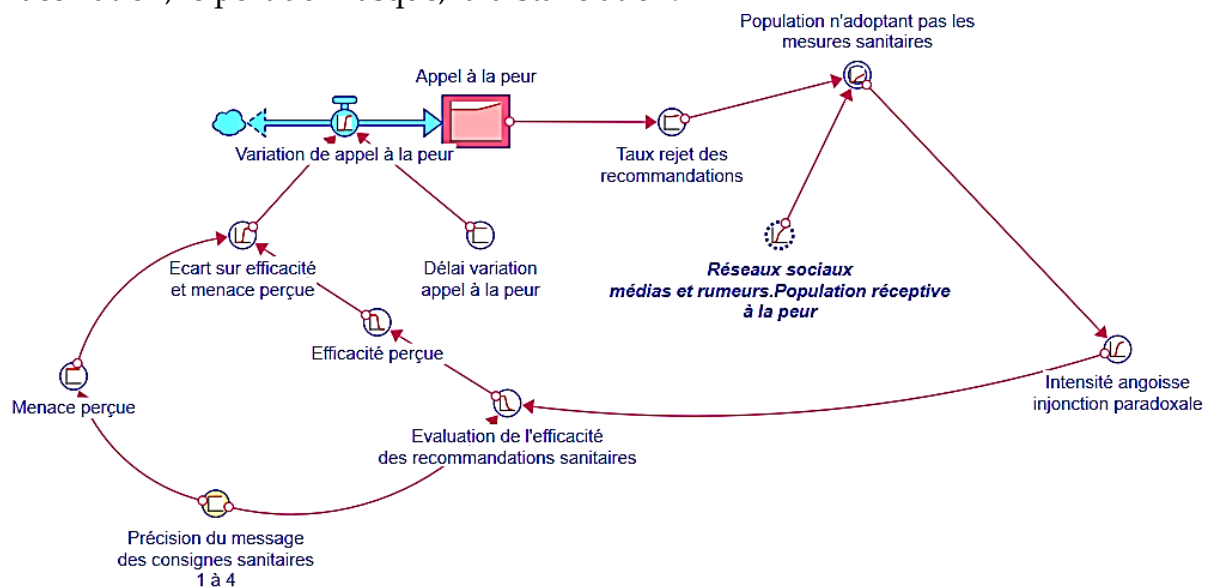 Population n'adoptant pas les
mesures sanitaires
Appel à la peur
Variation de appel à la peur
Taux rejet des
recommandations
Ecart sur efficacité
et menace perçue
Délai variation
appel à la peur
Réseaux sociaux
médias et rumeurs.Population réceptive
à la peur
Efficacité perçue
Menace perçue
Intensité angoisse
injonction paradoxale
Evaluation de l'efficacité
des recommandations sanitaires
Précision du message
des consignes sanitaires
1 à 4